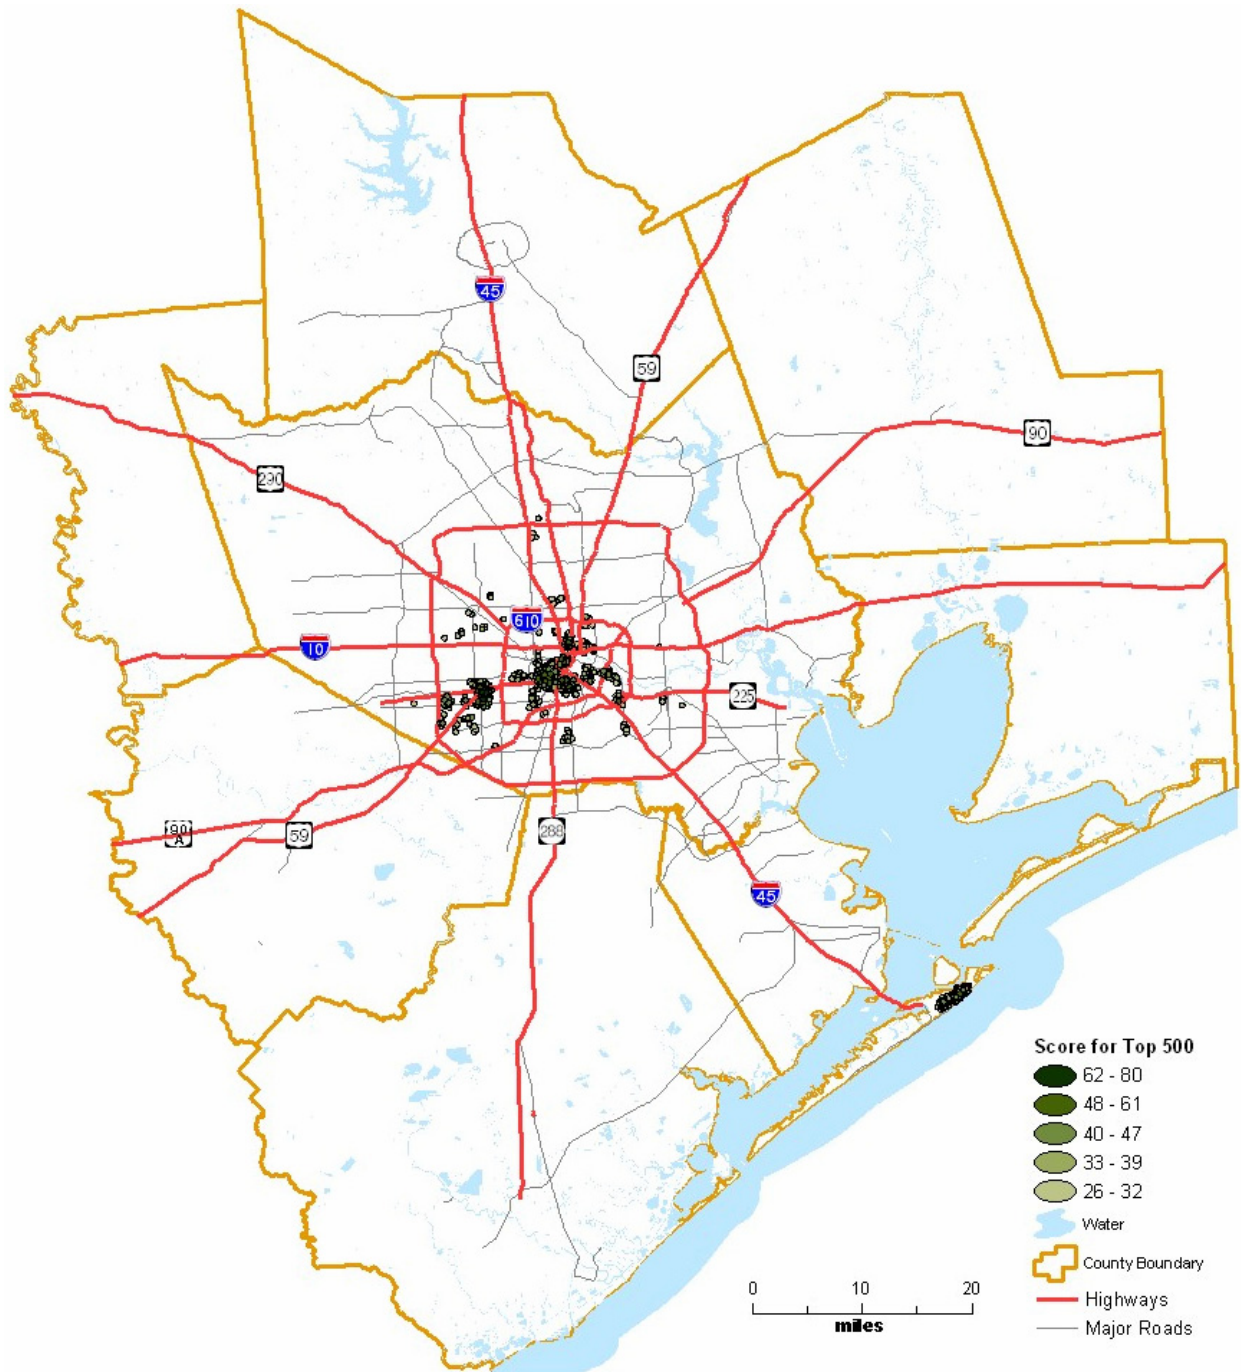 45
59
90
290
610
10
225
90
A
59
288
45
Score for Top 500
62 - 80
48 - 61
40 - 47
33 - 39
26 - 32
Water
County Boundary
Highways
Major Roads
0 10 20
miles